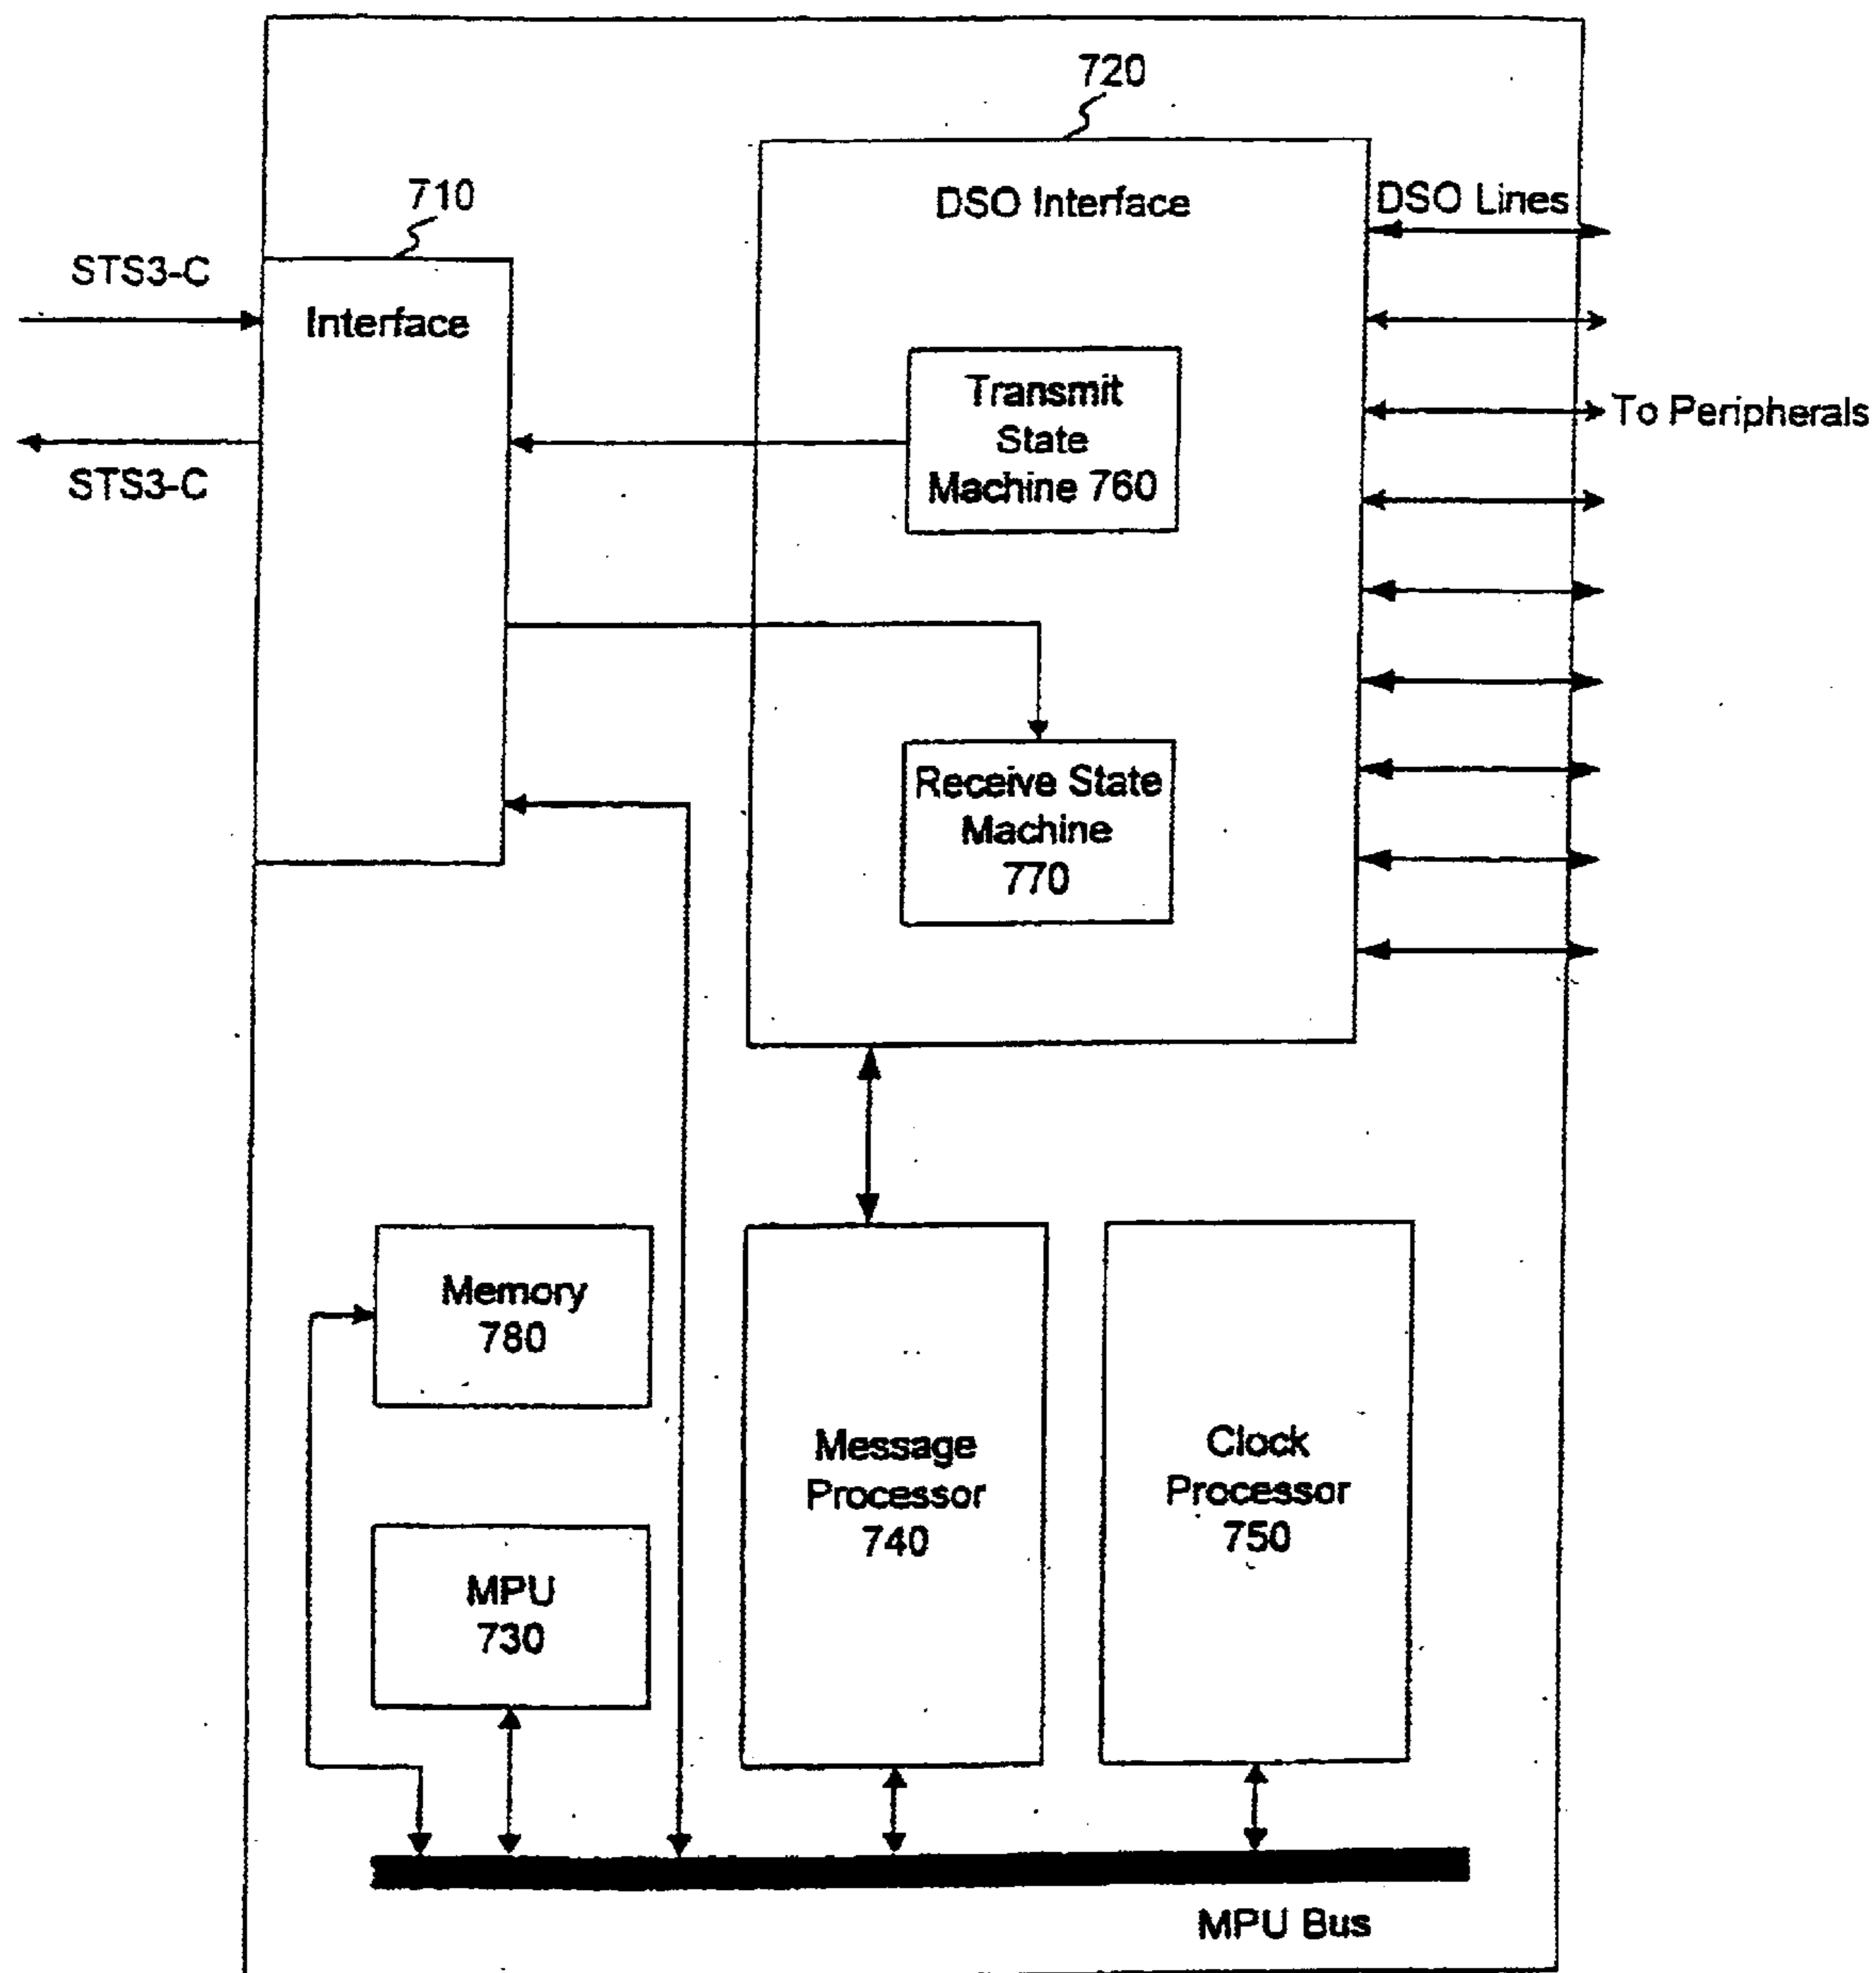 720
DSO Interface
DSO Lines
710
STS3-C
Interface
Transmit
State
Machine 760
To Peripherals
STS3-C
Receive State
Machine
770
Memory
780
Message
Processor
740
Clock
Processor
750
MPU
730
MPU Bus